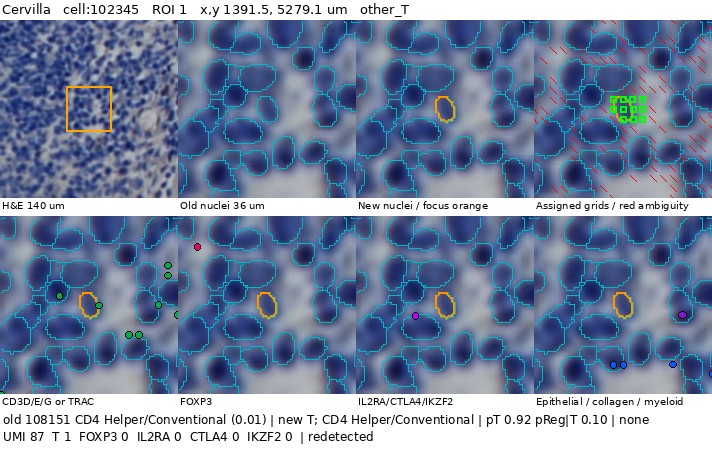 Cervilla   cell:102345   ROI 1   x,y 1391.5, 5279.1 um   other_T
H&E 140 um
Old nuclei 36 um
New nuclei / focus orange
Assigned grids / red ambiguity
CD3D/E/G or TRAC
FOXP3
IL2RA/CTLA4/IKZF2
Epithelial / collagen / myeloid
old 108151 CD4 Helper/Conventional (0.01) | new T; CD4 Helper/Conventional | pT 0.92 pReg|T 0.10 | none
UMI 87  T 1  FOXP3 0  IL2RA 0  CTLA4 0  IKZF2 0  | redetected